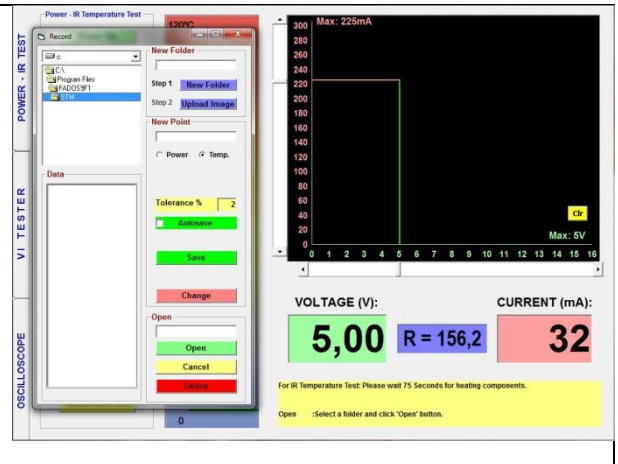 Power - IR Temperature Test
120°C
POWER - IR TEST
VI TESTER
OSCILLOSCOPE
Record
c:
C:\
Program Files
FADOS9F1
STM
Data
New Folder
Step 1 New Folder
Step 2 Upload Image
New Point
Power Temp.
Tolerance % 2
Autosave
Save
Change
Open
Open
Cancel
Delete
0
Max: 225mA
300
280
260
240
220
200
180
160
140
120
100
80
60
40
20
0
Clr
Max: 5V
0 1 2 3 4 5 6 7 8 9 10 11 12 13 14 15 16
VOLTAGE (V): CURRENT (mA):
5,00 R = 156,2 32
For IR Temperature Test: Please wait 75 Seconds for heating components.
Open :Select a folder and click 'Open' button.